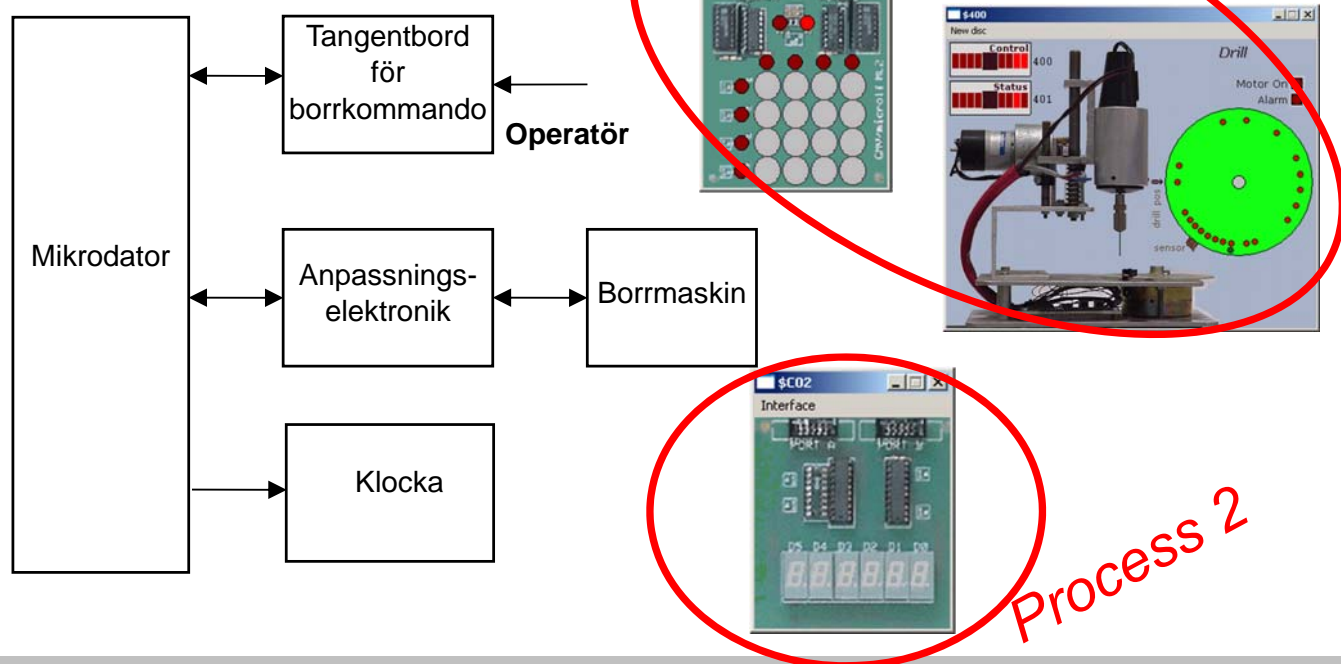 Tangentbord
för
borrkommando
Operatör
Mikrodator
Anpassnings-
elektronik
Borrmaskin
Klocka
$400
New disc
Control
400
Status
401
Drill
Motor On
Alarm
drill pos
sensor
$C02
Interface
PORT A
D5 D4 D3 D2 D1 D0
Process 2